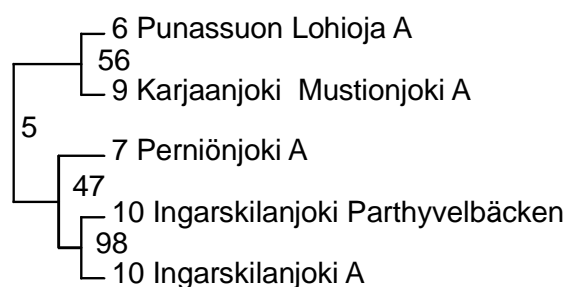 6 Punassuon Lohioja A
56
9 Karjaanjoki  Mustionjoki A
5
7 Perniönjoki A
47
10 Ingarskilanjoki Parthyvelbäcken
98
10 Ingarskilanjoki A